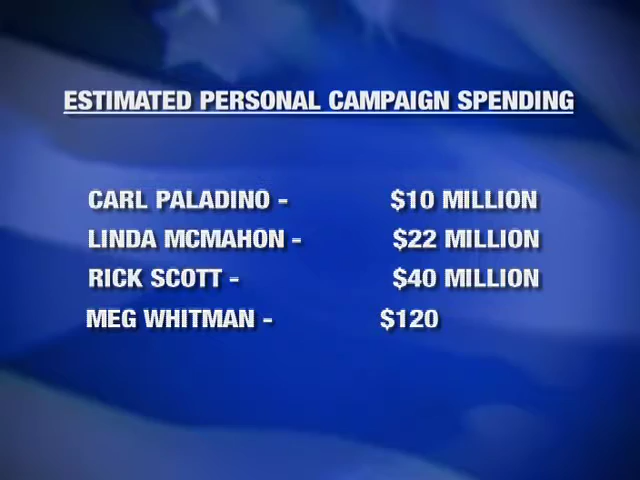 ESTIMATED PERSONAL CAMPAIGN SPENDING
CARL PALADINO - $10 MILLION
LINDA MCMAHON - $22 MILLION
RICK SCOTT - $40 MILLION
MEG WHITMAN - $120